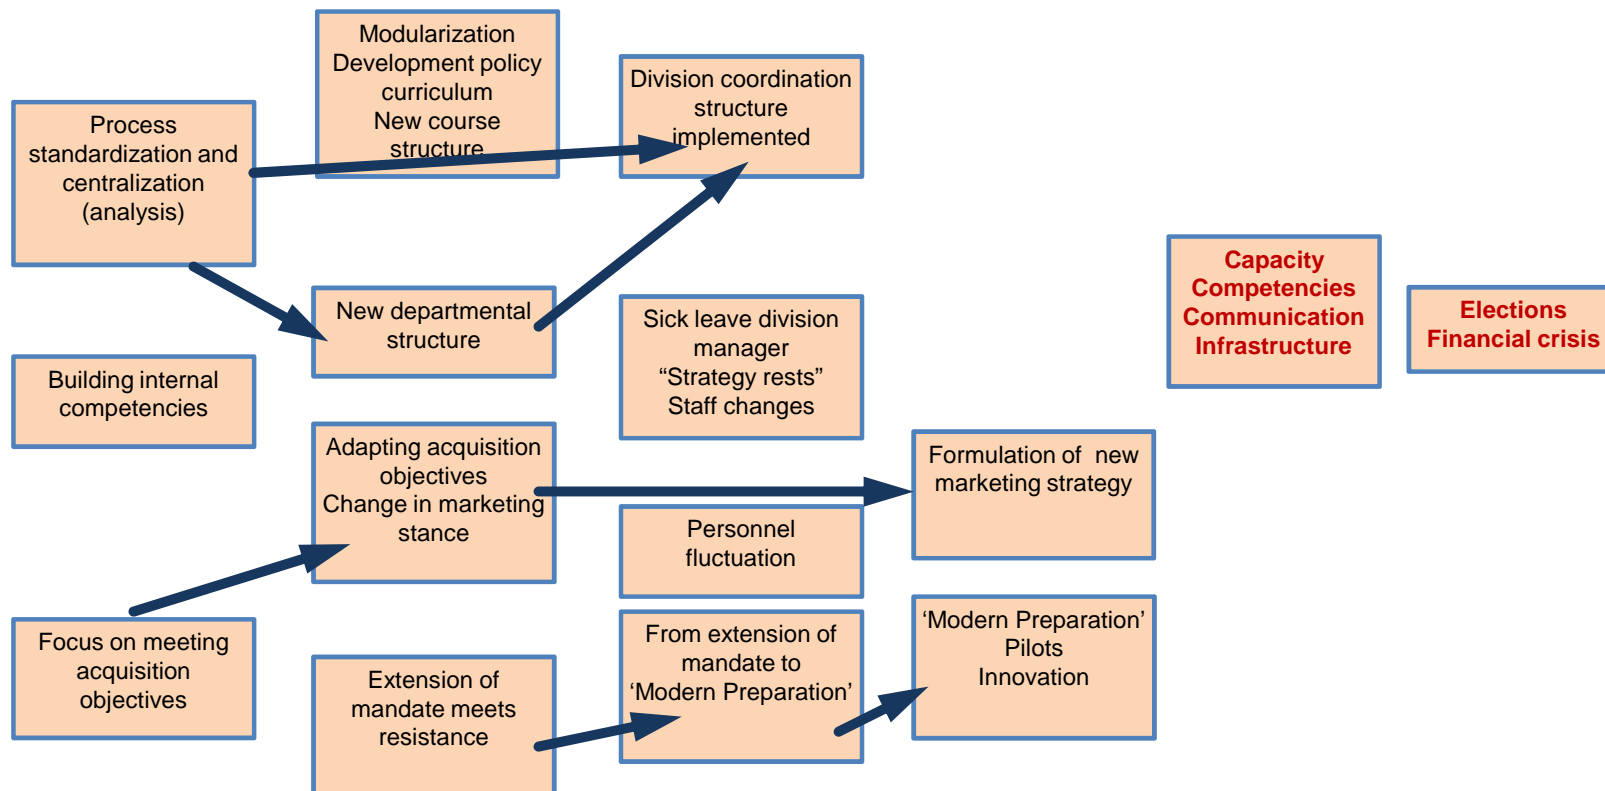 Process
standardization and
centralization
(analysis)
Building internal
competencies
Focus on meeting
acquisition
objectives
Modularization
Development policy
curriculum
New course
structure
New departmental
structure
Adapting acquisition
objectives
Change in marketing
stance
Extension of
mandate meets
resistance
Division coordination
structure
implemented
Sick leave division
manager
“Strategy rests”
Staff changes
Personnel
fluctuation
From extension of
mandate to
‘Modern Preparation’
Formulation of new
marketing strategy
‘Modern Preparation’
Pilots
Innovation
Capacity
Competencies
Communication
Infrastructure
Elections
Financial crisis